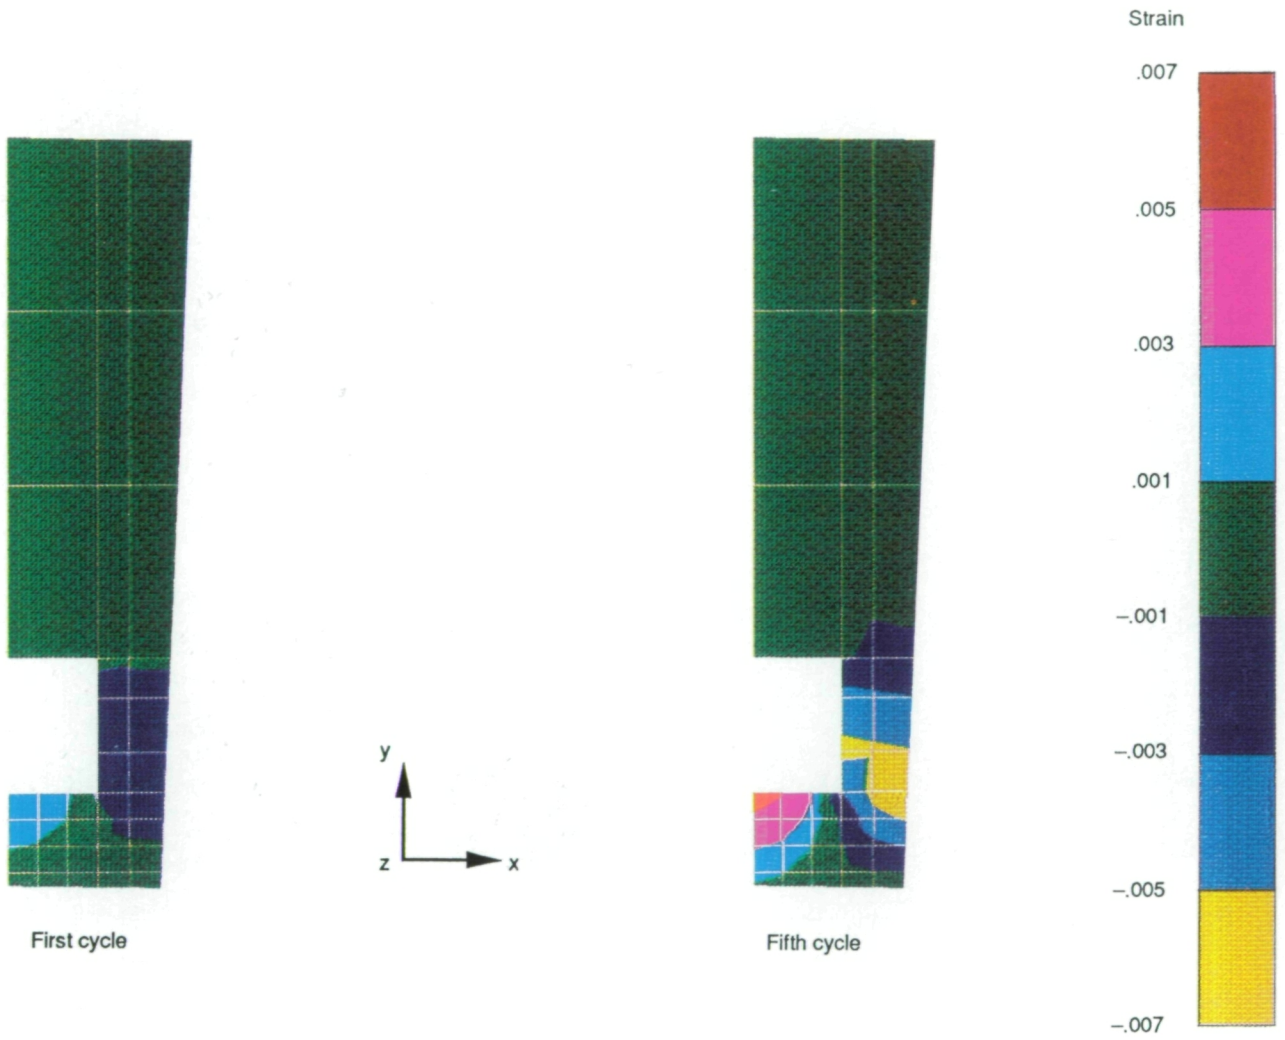 Strain
.007
.005
.003
.001
–.001
–.003
–.005
–.007
y
z
x
First cycle
Fifth cycle